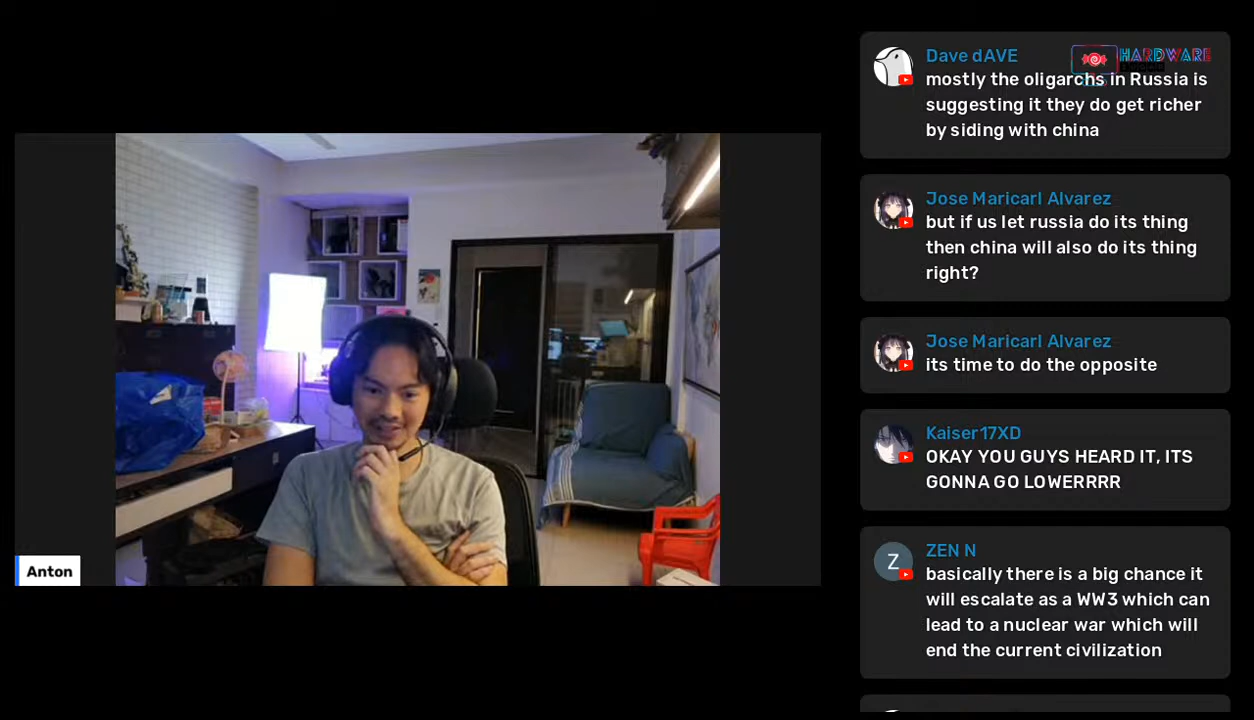 Dave dAVE
HARDWARE
mostly the oligarchs in Russia is
suggesting it they do get richer
by siding with china
Jose Maricarl Alvarez
but if us let russia do its thing
then china will also do its thing
right?
Jose Maricarl Alvarez
its time to do the opposite
Kaiser17XD
OKAY YOU GUYS HEARD IT, ITS
GONNA GO LOWERRRR
Z
ZEN N
basically there is a big chance it
will escalate as a WW3 which can
lead to a nuclear war which will
end the current civilization
Anton